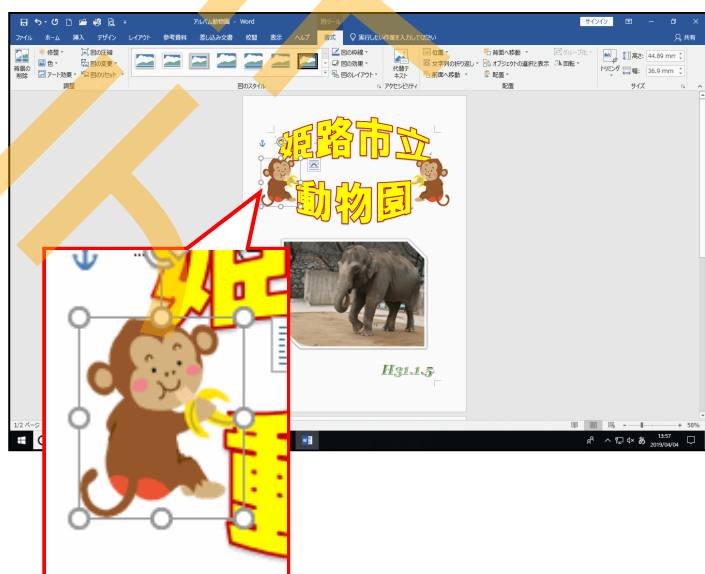 アルバム動物園 - Word
図ツール
サインイン
ファイル ホーム 挿入 デザイン レイアウト 参考資料 差し込み文書 校閲 表示 ヘルプ 書式 実行したい作業を入力してください 共有
背景の削除
修整
色
アート効果
図の圧縮
図の変更
図のリセット
調整
図のスタイル
図の枠線
図の効果
図のレイアウト
代替テキスト
アクセシビリティ
位置
文字列の折り返し
前面へ移動
背面へ移動
オブジェクトの選択と表示
配置
グループ化
回転
配置
トリミング
高さ: 44.89 mm
幅: 36.9 mm
サイズ
姫路市立
動物園
H31.1.5
姫
動
1/2 ページ
58%
あ
13:57
2019/04/04